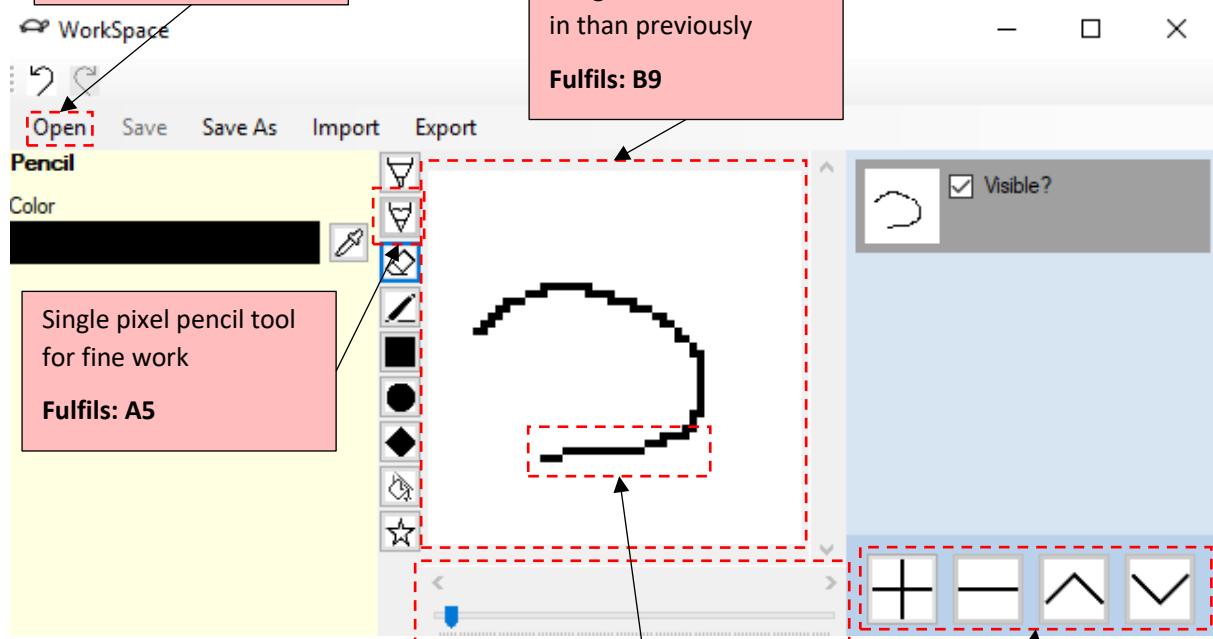 in than previously
WorkSpace
Fulfils: B9
Open Save Save As Import Export
Pencil
Color
Visible?
Single pixel pencil tool
for fine work
Fulfils: A5